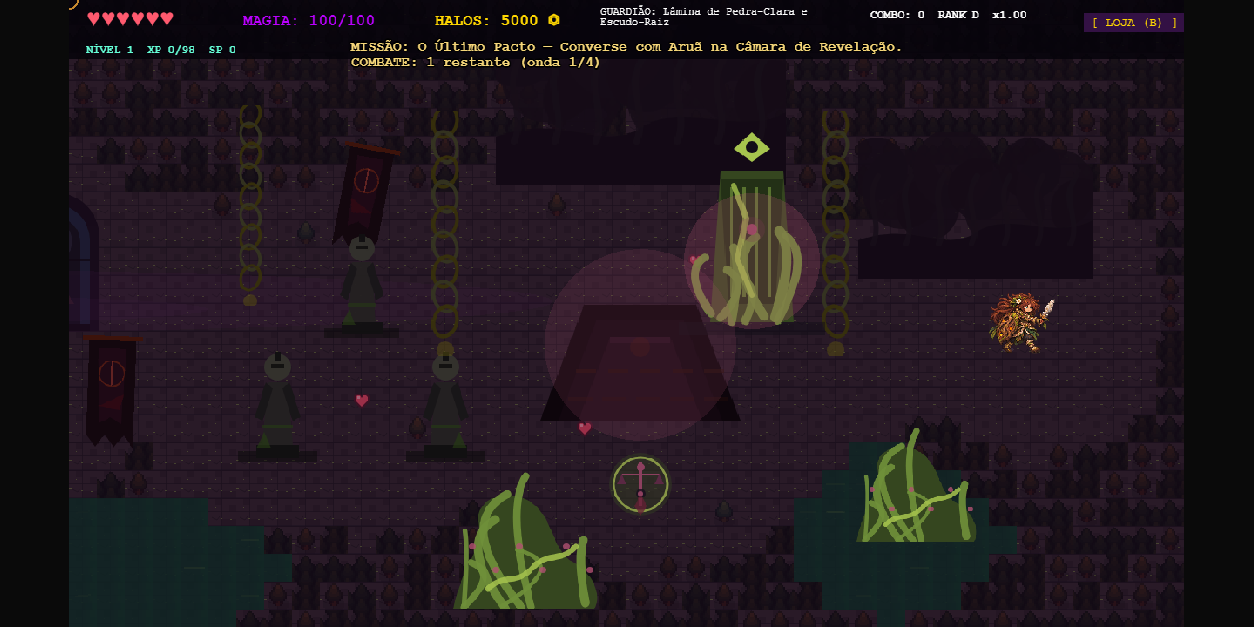 MAGIA: 100/100
HALOS: 5000
GUARDIÃO: Lâmina de Pedra-Clara e
Escudo-Raiz
COMBO: 0 RANK D x1.00
[ LOJA (B) ]
NÍVEL 1 XP 0/98 SP 0
MISSÃO: O Último Pacto — Converse com Aruã na Câmara de Revelação.
COMBATE: 1 restante (onda 1/4)